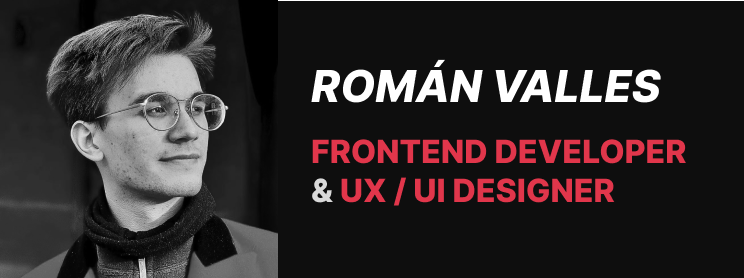 ROMÁN VALLES
FRONTEND DEVELOPER
& UX / UI DESIGNER